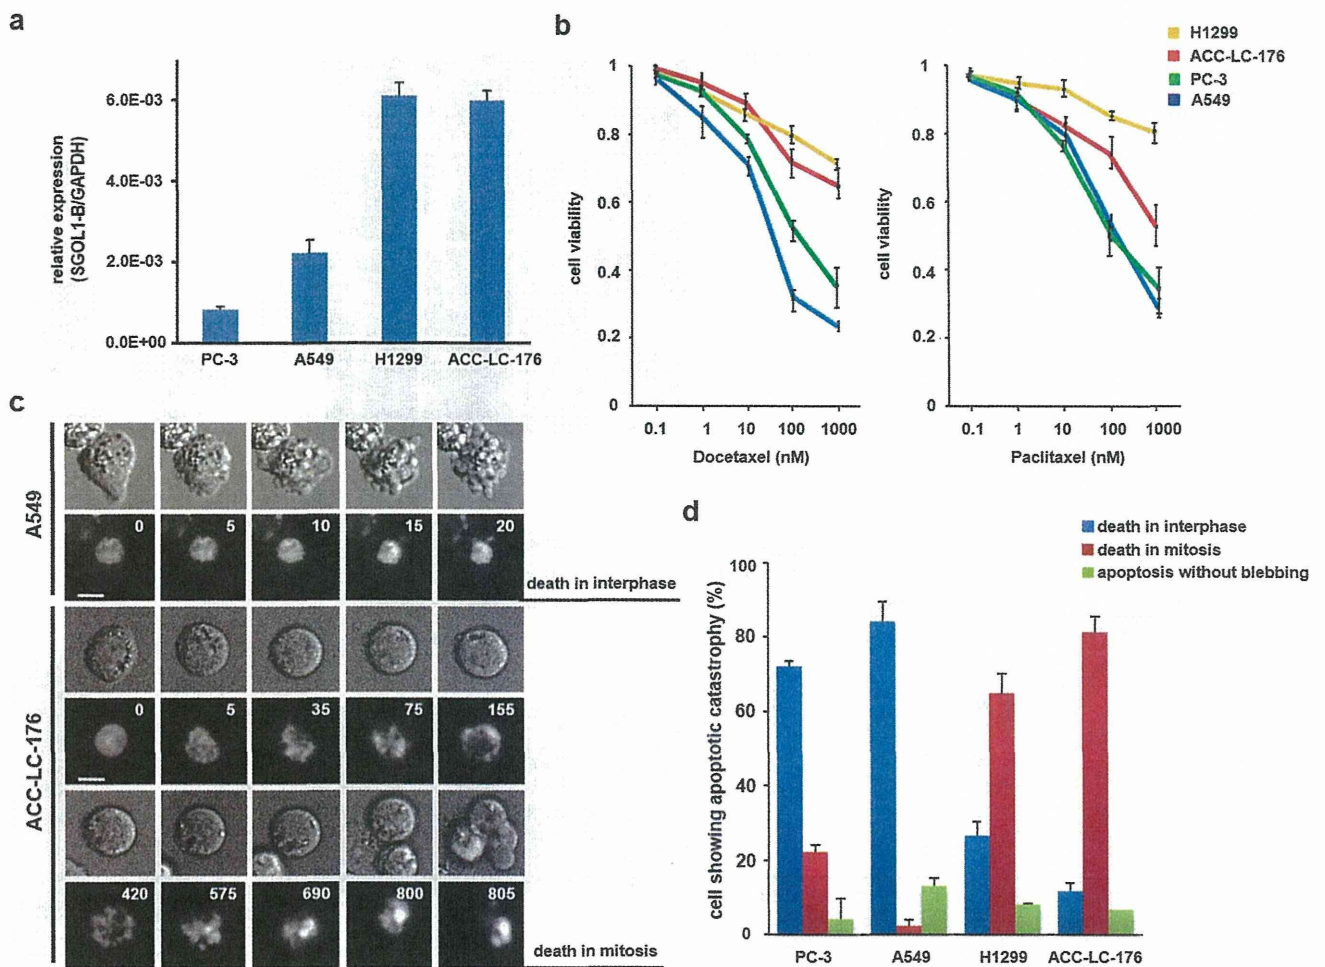 a
relative expression
(SGOL1-B/GAPDH)
6.0E-03
4.0E-03
2.0E-03
0.0E+00
PC-3 A549 H1299 ACC-LC-176
b
H1299
ACC-LC-176
PC-3
A549
cell viability
1
0.8
0.6
0.4
0.2
0
0.1 1 10 100 1000
Docetaxel (nM)
cell viability
1
0.8
0.6
0.4
0.2
0
0.1 1 10 100 1000
Paclitaxel (nM)
c
A549
0 5 10 15 20
death in interphase
ACC-LC-176
0 5 35 75 155
420 575 690 800 805
death in mitosis
d
death in interphase
death in mitosis
apoptosis without blebbing
cell showing apoptotic catastrophy (%)
100
80
60
40
20
0
PC-3 A549 H1299 ACC-LC-176